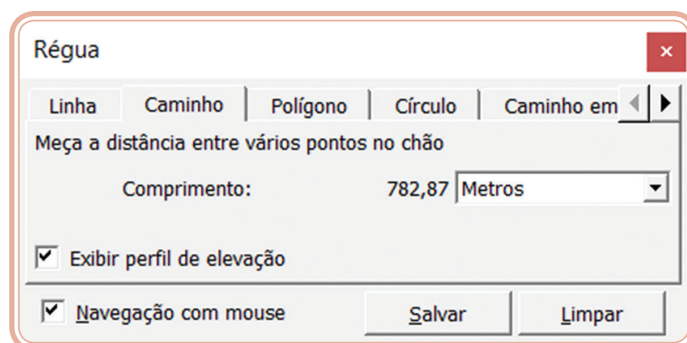 Régua
Linha Caminho Polígono Círculo Caminho em
Meça a distância entre vários pontos no chão
Comprimento: 782,87 Metros
Exibir perfil de elevação
Navegação com mouse Salvar Limpar